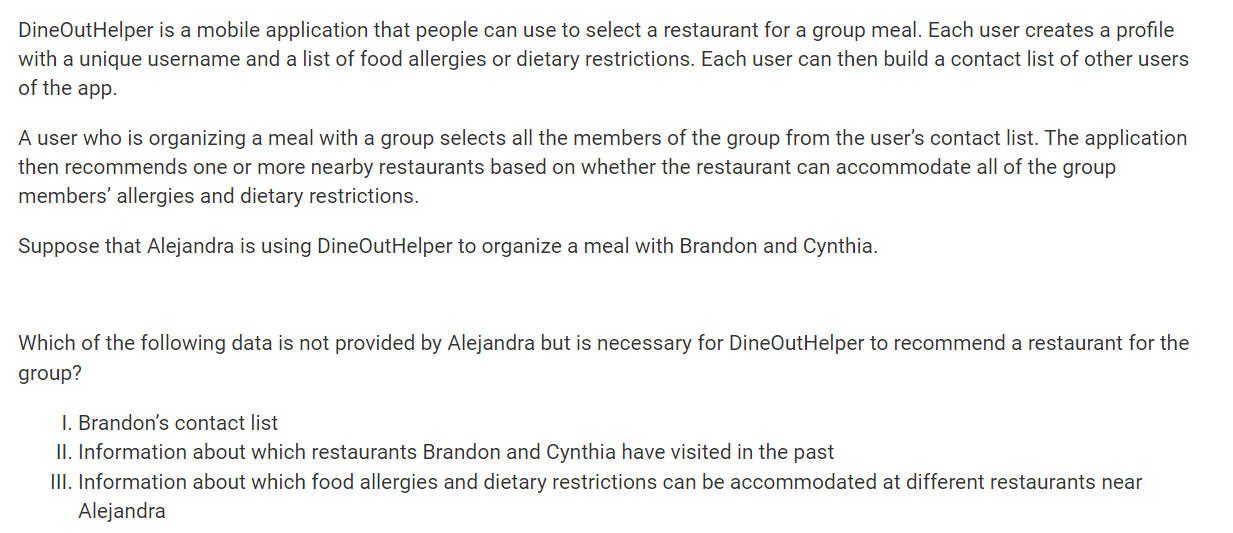 DineOutHelper is a mobile application that people can use to select a restaurant for a group meal. Each user creates a profile
with a unique username and a list of food allergies or dietary restrictions. Each user can then build a contact list of other users
of the app.
A user who is organizing a meal with a group selects all the members of the group from the user’s contact list. The application
then recommends one or more nearby restaurants based on whether the restaurant can accommodate all of the group
members’ allergies and dietary restrictions.
Suppose that Alejandra is using DineOutHelper to organize a meal with Brandon and Cynthia.
Which of the following data is not provided by Alejandra but is necessary for DineOutHelper to recommend a restaurant for the
group?
I. Brandon’s contact list
II. Information about which restaurants Brandon and Cynthia have visited in the past
III. Information about which food allergies and dietary restrictions can be accommodated at different restaurants near
Alejandra